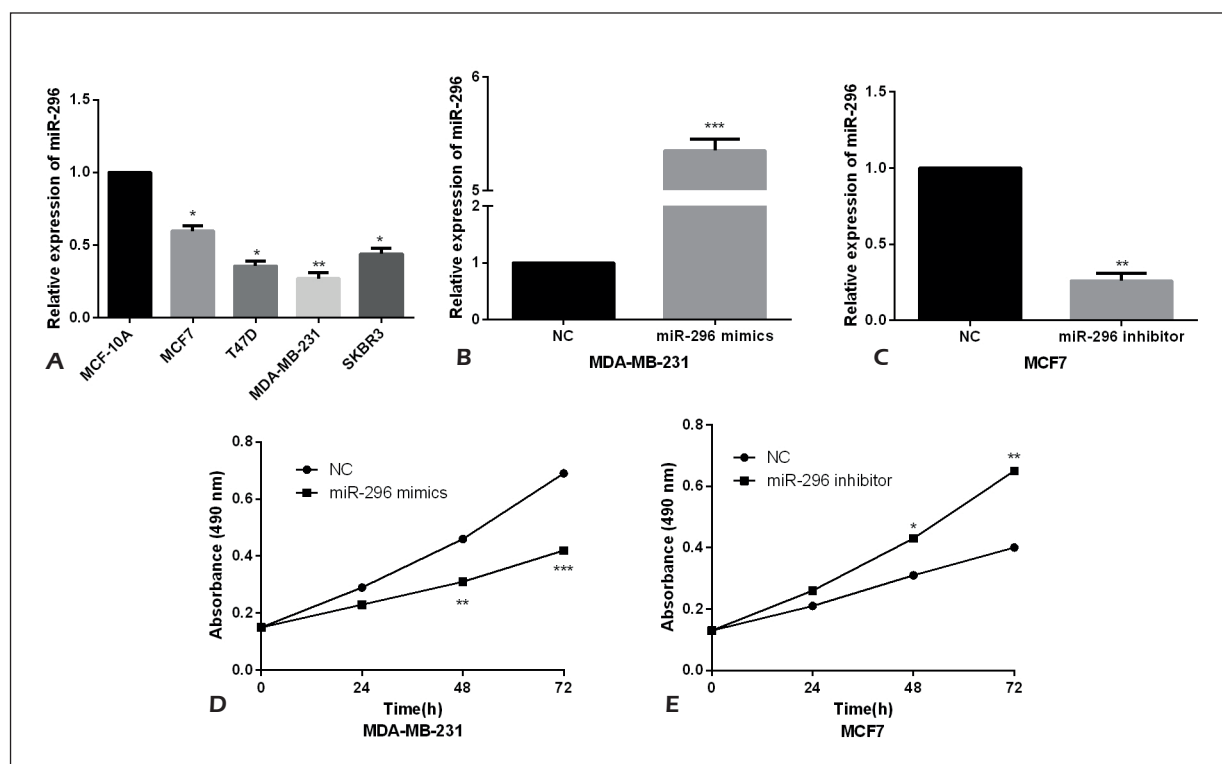 Relative expression of miR-296
1.5
1.0
0.5
0.0
*
*
**
*
MCF-10A
MCF7
T47D
MDA-MB-231
SKBR3
A
Relative expression of miR-296
6
5
2
1
0
***
NC
miR-296 mimics
MDA-MB-231
B
Relative expression of miR-296
1.5
1.0
0.5
0.0
**
NC
miR-296 inhibitor
MCF7
C
Absorbance (490 nm)
0.8
0.6
0.4
0.2
0.0
NC
miR-296 mimics
**
***
0
24
48
72
Time(h)
MDA-MB-231
D
Absorbance (490 nm)
0.8
0.6
0.4
0.2
0.0
NC
miR-296 inhibitor
*
**
0
24
48
72
Time(h)
MCF7
E